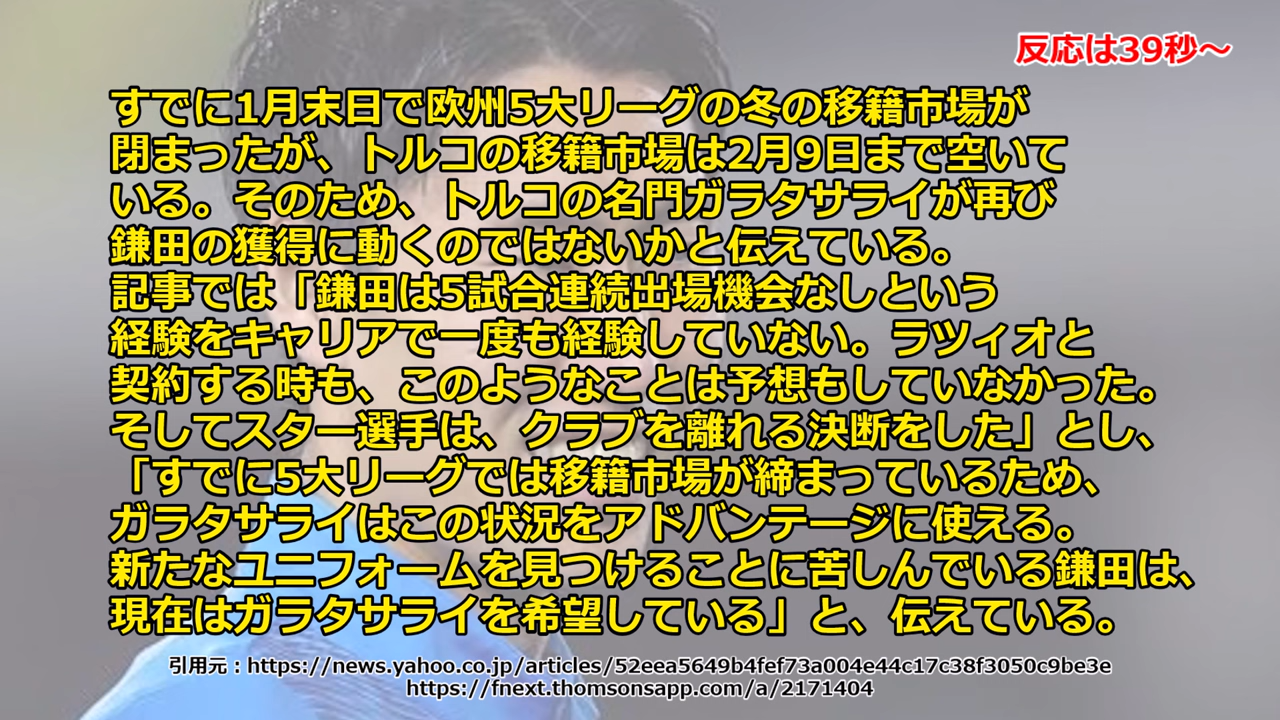 反応は39秒～
すでに1月末日で欧州5大リーグの冬の移籍市場が
閉まったが、トルコの移籍市場は2月9日まで空いて
いる。そのため、トルコの名門ガラタサライが再び
鎌田の獲得に動くのではないかと伝えている。
記事では「鎌田は5試合連続出場機会なしという
経験をキャリアで一度も経験していない。ラツィオと
契約する時も、このようなことは予想もしていなかった。
そしてスター選手は、クラブを離れる決断をした」とし、
「すでに5大リーグでは移籍市場が締まっているため、
ガラタサライはこの状況をアドバンテージに使える。
新たなユニフォームを見つけることに苦しんでいる鎌田は、
現在はガラタサライを希望している」と、伝えている。
引用元：https://news.yahoo.co.jp/articles/52eea5649b4fef73a004e44c17c38f3050c9be3e
https://fnext.thomsonsapp.com/a/2171404